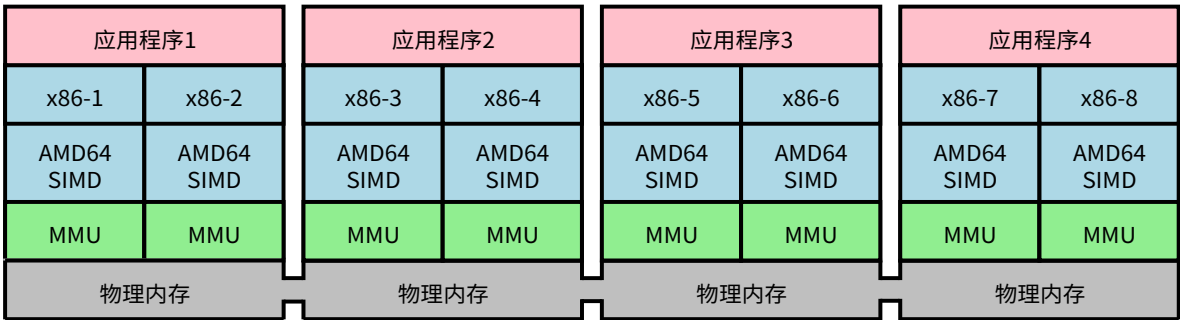 应用程序1 应用程序2 应用程序3 应用程序4
x86-1 x86-2 x86-3 x86-4 x86-5 x86-6 x86-7 x86-8
AMD64 AMD64 AMD64 AMD64 AMD64 AMD64 AMD64 AMD64
SIMD SIMD SIMD SIMD SIMD SIMD SIMD SIMD
MMU MMU MMU MMU MMU MMU MMU MMU
物理内存 物理内存 物理内存 物理内存